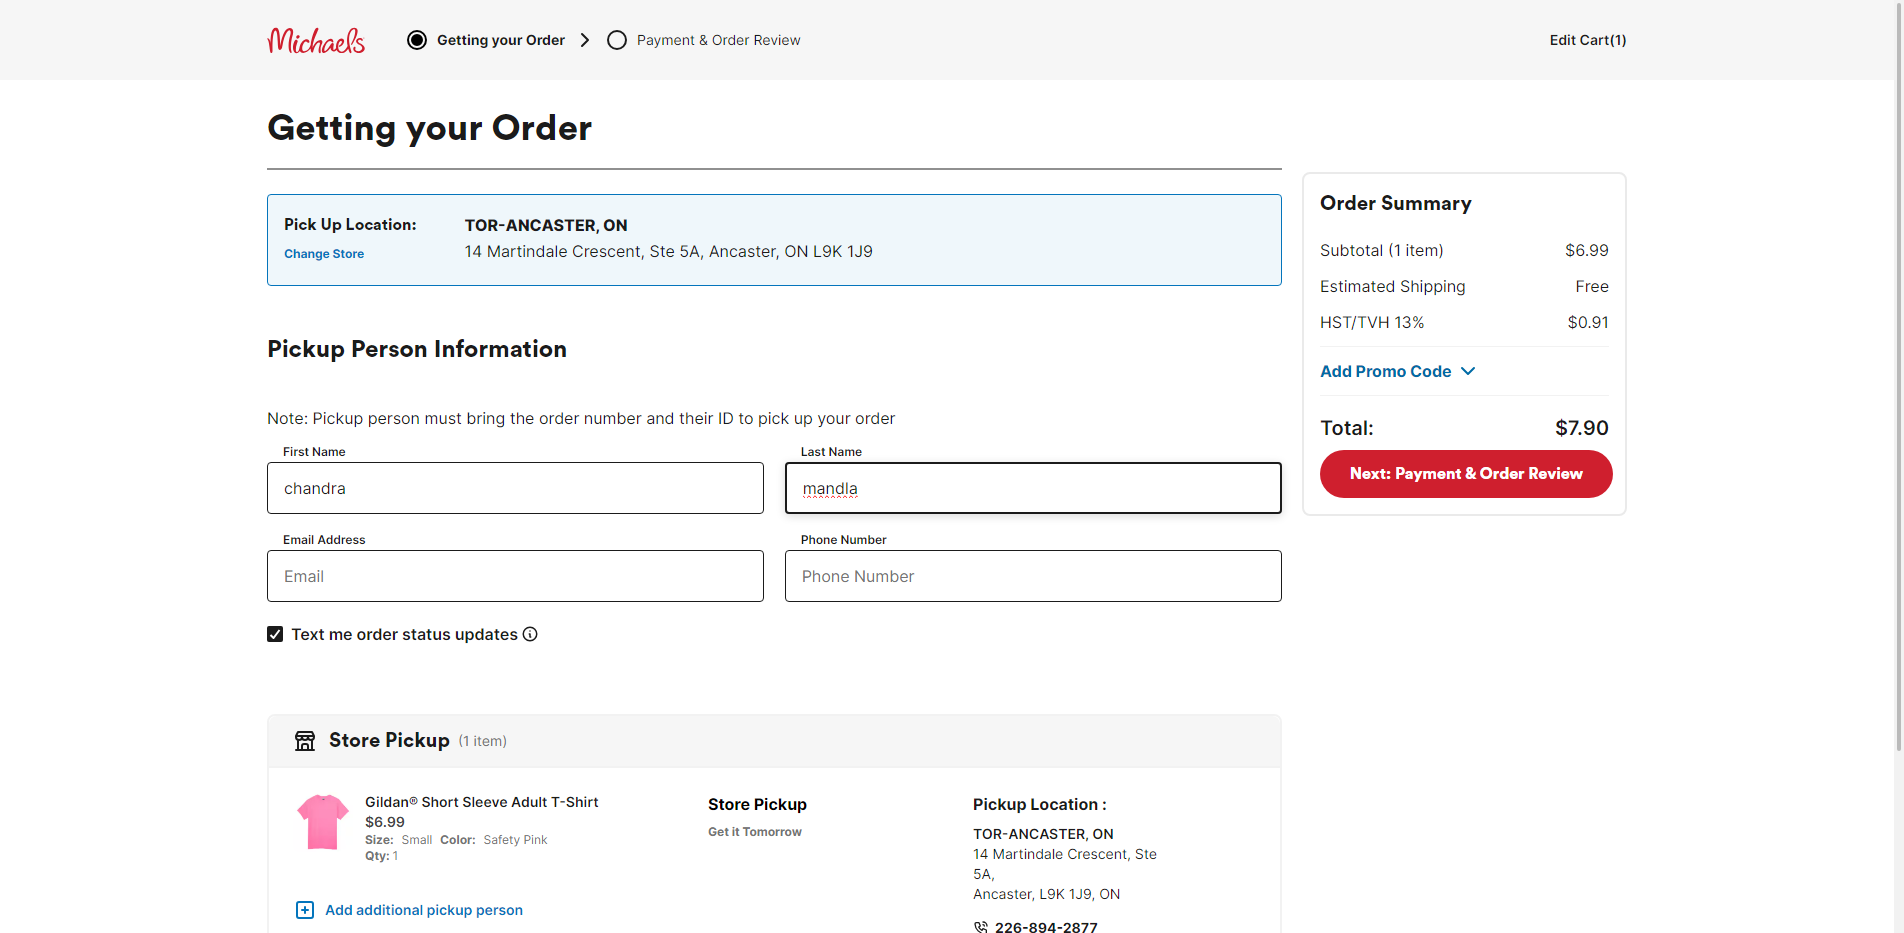 Michaels
Getting your Order
Payment & Order Review
Edit Cart(1)
Getting your Order
Pick Up Location:
Change Store
TOR-ANCASTER, ON
14 Martindale Crescent, Ste 5A, Ancaster, ON L9K 1J9
Pickup Person Information
Note: Pickup person must bring the order number and their ID to pick up your order
First Name
chandra
Last Name
mandla
Email Address
Email
Phone Number
Phone Number
Text me order status updates
Store Pickup (1 item)
Gildan® Short Sleeve Adult T-Shirt
$6.99
Size: Small Color: Safety Pink
Qty: 1
Add additional pickup person
Store Pickup
Get it Tomorrow
Pickup Location :
TOR-ANCASTER, ON
14 Martindale Crescent, Ste
5A,
Ancaster, L9K 1J9, ON
226-894-2877
Order Summary
Subtotal (1 item) $6.99
Estimated Shipping Free
HST/TVH 13% $0.91
Add Promo Code
Total: $7.90
Next: Payment & Order Review